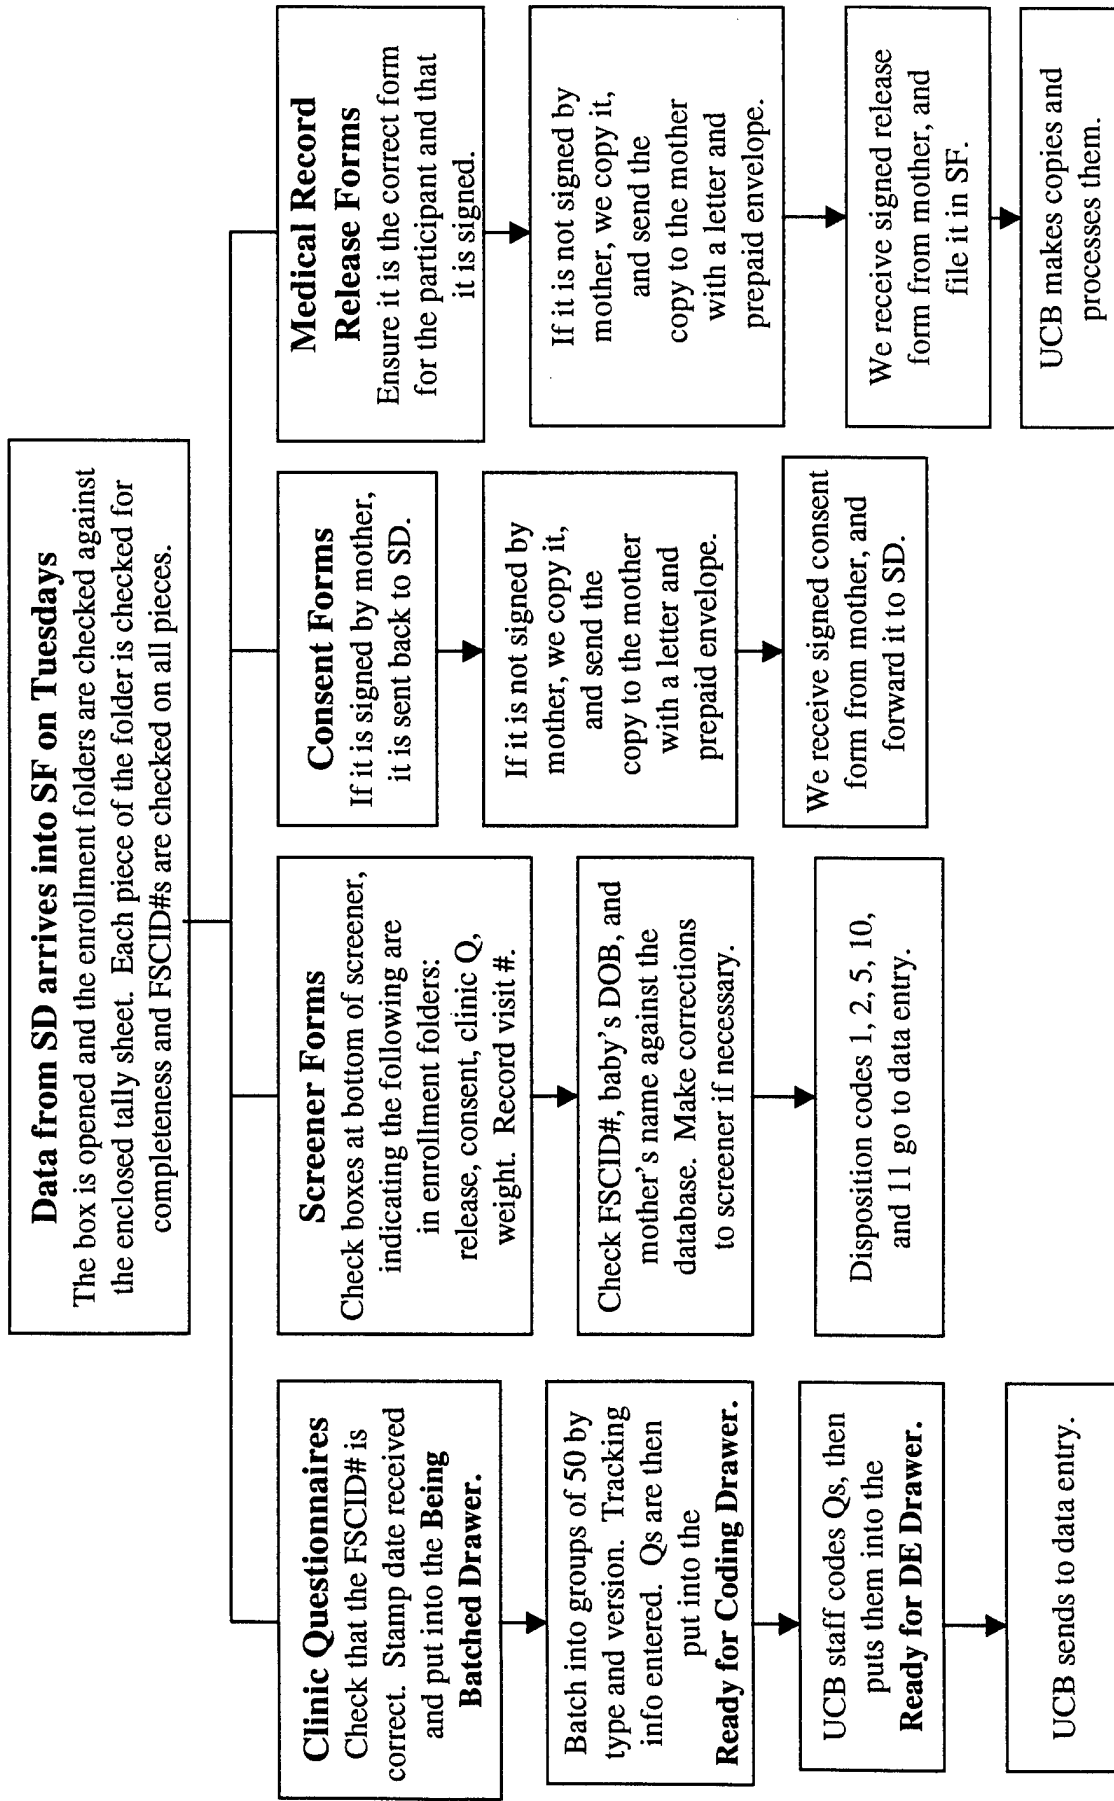 Data from SD arrives into SF on Tuesdays
The box is opened and the enrollment folders are checked against
the enclosed tally sheet. Each piece of the folder is checked for
completeness and FSCID#s are checked on all pieces.
Clinic Questionnaires
Check that the FSCID# is
correct. Stamp date received
and put into the Being
Batched Drawer.
Batch into groups of 50 by
type and version. Tracking
info entered. Qs are then
put into the
Ready for Coding Drawer.
UCB staff codes Qs, then
puts them into the
Ready for DE Drawer.
UCB sends to data entry.
Screener Forms
Check boxes at bottom of screener,
indicating the following are
in enrollment folders:
release, consent, clinic Q,
weight. Record visit #.
Check FSCID#, baby's DOB, and
mother's name against the
database. Make corrections
to screener if necessary.
Disposition codes 1, 2, 5, 10,
and 11 go to data entry.
Consent Forms
If it is signed by mother,
it is sent back to SD.
If it is not signed by
mother, we copy it,
and send the
copy to the mother
with a letter and
prepaid envelope.
We receive signed consent
form from mother, and
forward it to SD.
Medical Record
Release Forms
Ensure it is the correct form
for the participant and that
it is signed.
If it is not signed by
mother, we copy it,
and send the
copy to the mother
with a letter and
prepaid envelope.
We receive signed release
form from mother, and
file it in SF.
UCB makes copies and
processes them.